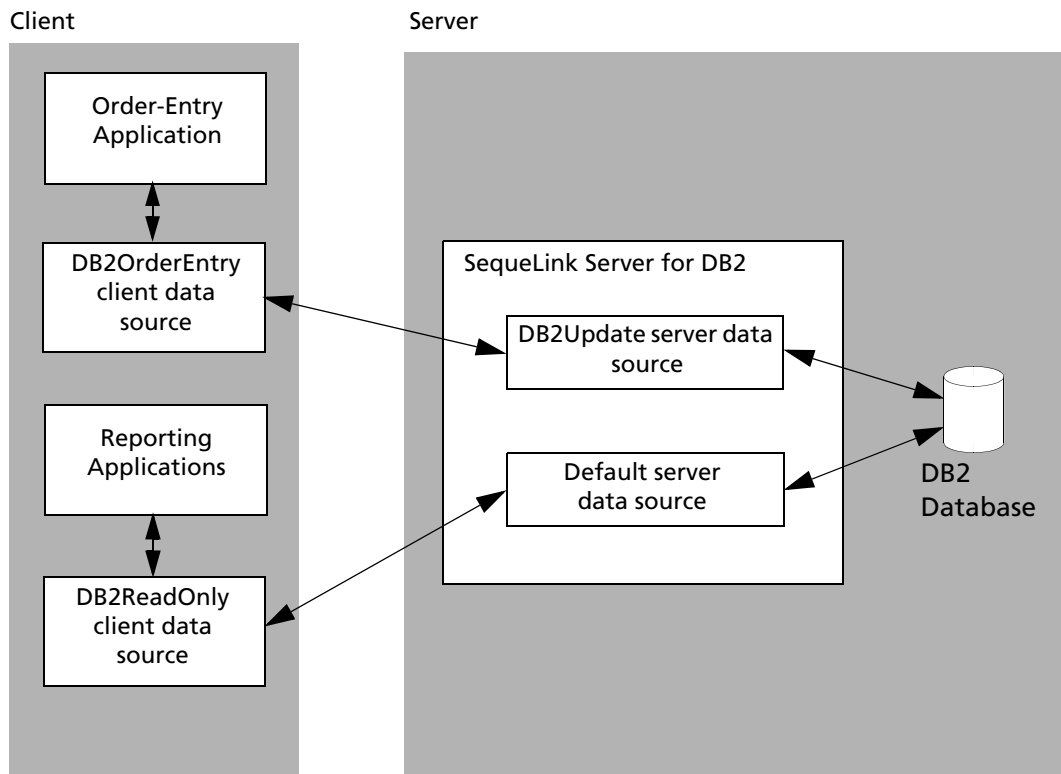 Client
Server
Order-Entry
Application
DB2OrderEntry
client data
source
Reporting
Applications
DB2ReadOnly
client data
source
SequeLink Server for DB2
DB2Update server data
source
Default server
data source
DB2
Database